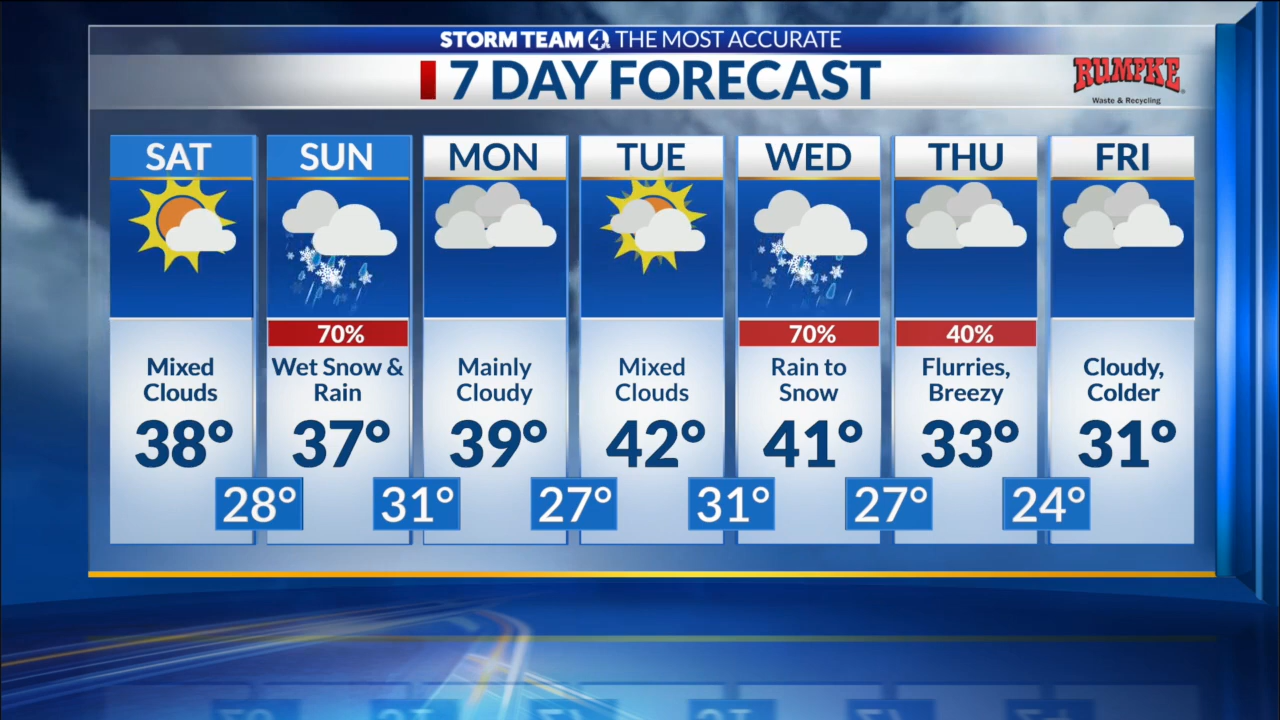 STORM TEAM 4 THE MOST ACCURATE
7 DAY FORECAST
RUMPKE
Waste & Recycling
SAT SUN MON TUE WED THU FRI
70% 70% 40%
Mixed Wet Snow & Mainly Mixed Rain to Flurries, Cloudy,
Clouds Rain Cloudy Clouds Snow Breezy Colder
38° 37° 39° 42° 41° 33° 31°
28° 31° 27° 31° 27° 24°